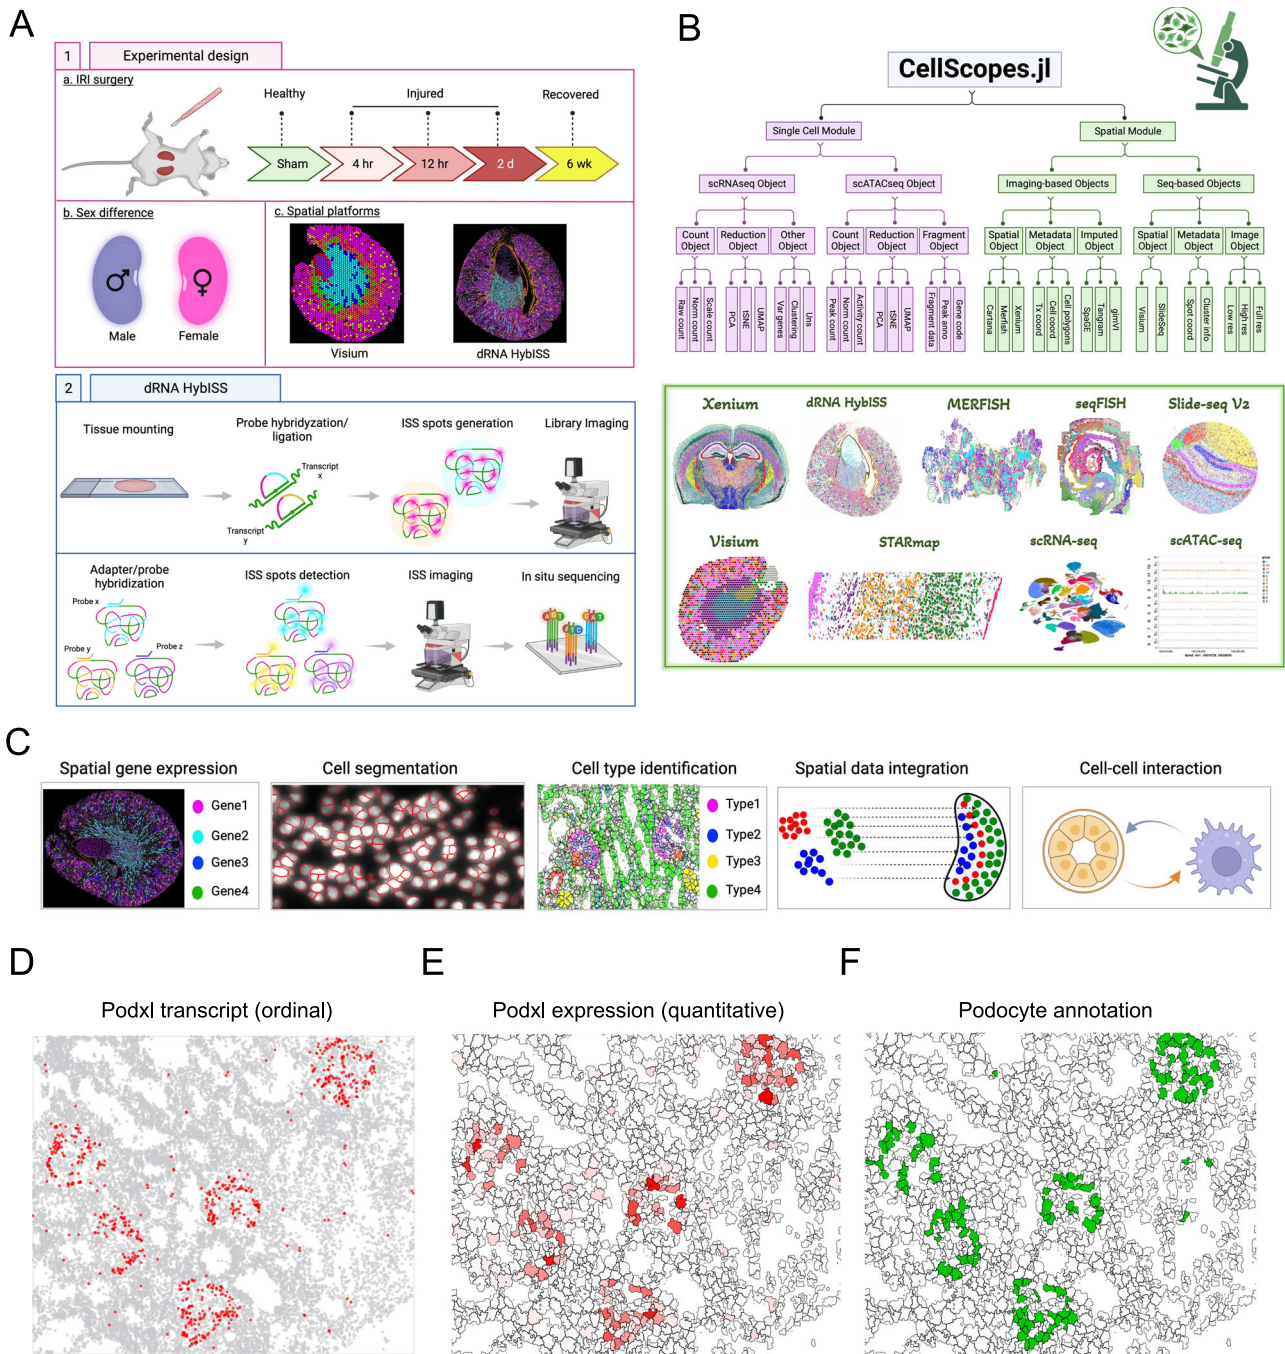 A
1
Experimental design
a. IRI surgery
Healthy
Injured
Recovered
Sham
4 hr
12 hr
2 d
6 wk
b. Sex difference
Male
Female
c. Spatial platforms
Visium
dRNA HybISS
2
dRNA HybISS
Tissue mounting
Probe hybridyzation/
ligation
ISS spots generation
Library Imaging
Transcript
x
Transcript
y
Adapter/probe
hybridization
ISS spots detection
ISS imaging
In situ sequencing
Probe x
Probe y
Probe z
B
CellScopes.jl
Single Cell Module
Spatial Module
scRNAseq Object
scATACseq Object
Imaging-based Objects
Seq-based Objects
Count
Object
Reduction
Object
Other
Object
Count
Object
Reduction
Object
Fragment
Object
Spatial
Object
Metadata
Object
Imputed
Object
Spatial
Object
Metadata
Object
Image
Object
Raw count
Norm count
Scale count
PCA
tSNE
UMAP
Var genes
Clustering
Uns
Peak count
Norm count
Activity count
PCA
tSNE
UMAP
Fragment data
Peak anno
Gene code
Cartana
Merfish
Xenium
Tx coord
Cell coord
Cell polygons
SpaGE
Tangram
gimVI
Visium
SlideSeq
Spot coord
Cluster info
Low res
High res
Full res
Xenium
dRNA HybISS
MERFISH
seqFISH
Slide-seq V2
Visium
STARmap
scRNA-seq
scATAC-seq
C
Spatial gene expression
Cell segmentation
Cell type identification
Spatial data integration
Cell-cell interaction
Gene1
Gene2
Gene3
Gene4
Type1
Type2
Type3
Type4
D
E
F
Podxl transcript (ordinal)
Podxl expression (quantitative)
Podocyte annotation